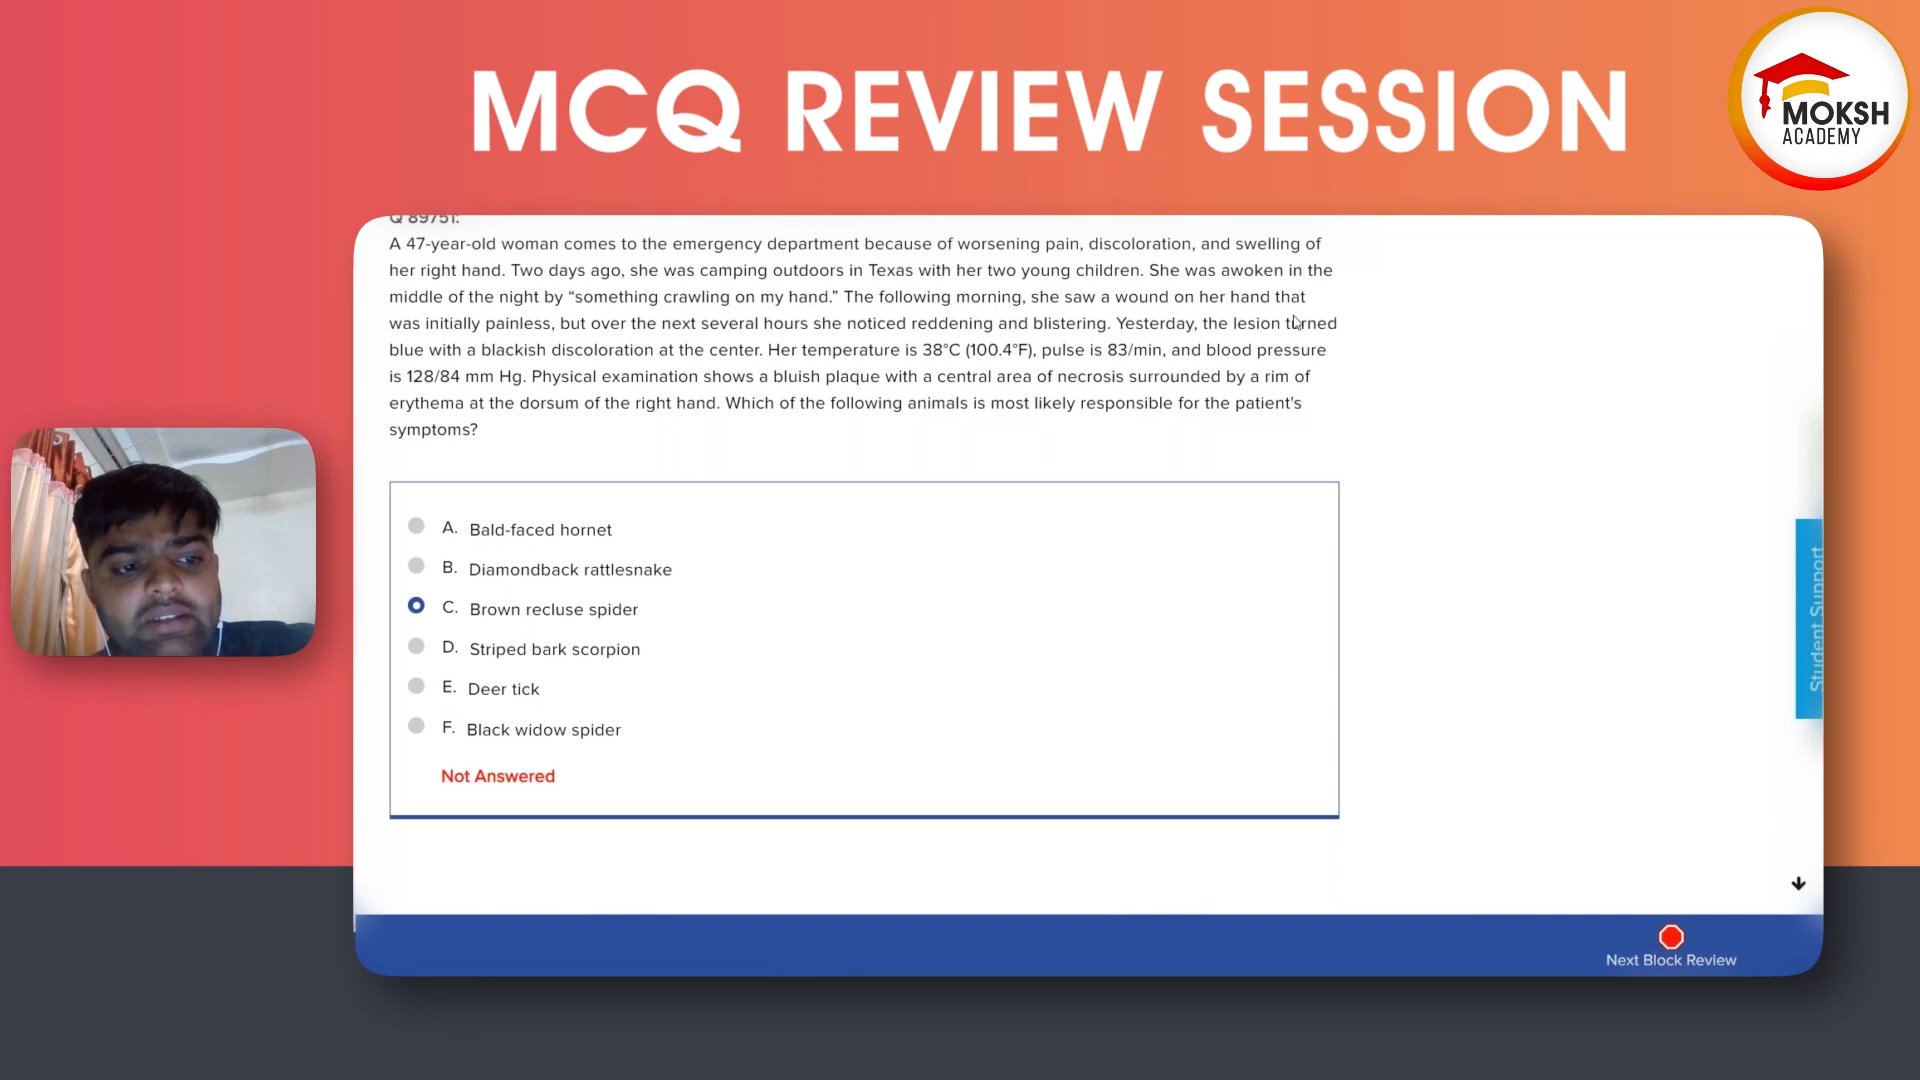 MCQ REVIEW SESSION
MOKSH
ACADEMY
Q 89751:
A 47-year-old woman comes to the emergency department because of worsening pain, discoloration, and swelling of
her right hand. Two days ago, she was camping outdoors in Texas with her two young children. She was awoken in the
middle of the night by “something crawling on my hand.” The following morning, she saw a wound on her hand that
was initially painless, but over the next several hours she noticed reddening and blistering. Yesterday, the lesion turned
blue with a blackish discoloration at the center. Her temperature is 38°C (100.4°F), pulse is 83/min, and blood pressure
is 128/84 mm Hg. Physical examination shows a bluish plaque with a central area of necrosis surrounded by a rim of
erythema at the dorsum of the right hand. Which of the following animals is most likely responsible for the patient's
symptoms?
A. Bald-faced hornet
B. Diamondback rattlesnake
C. Brown recluse spider
D. Striped bark scorpion
E. Deer tick
F. Black widow spider
Not Answered
Student Support
Next Block Review